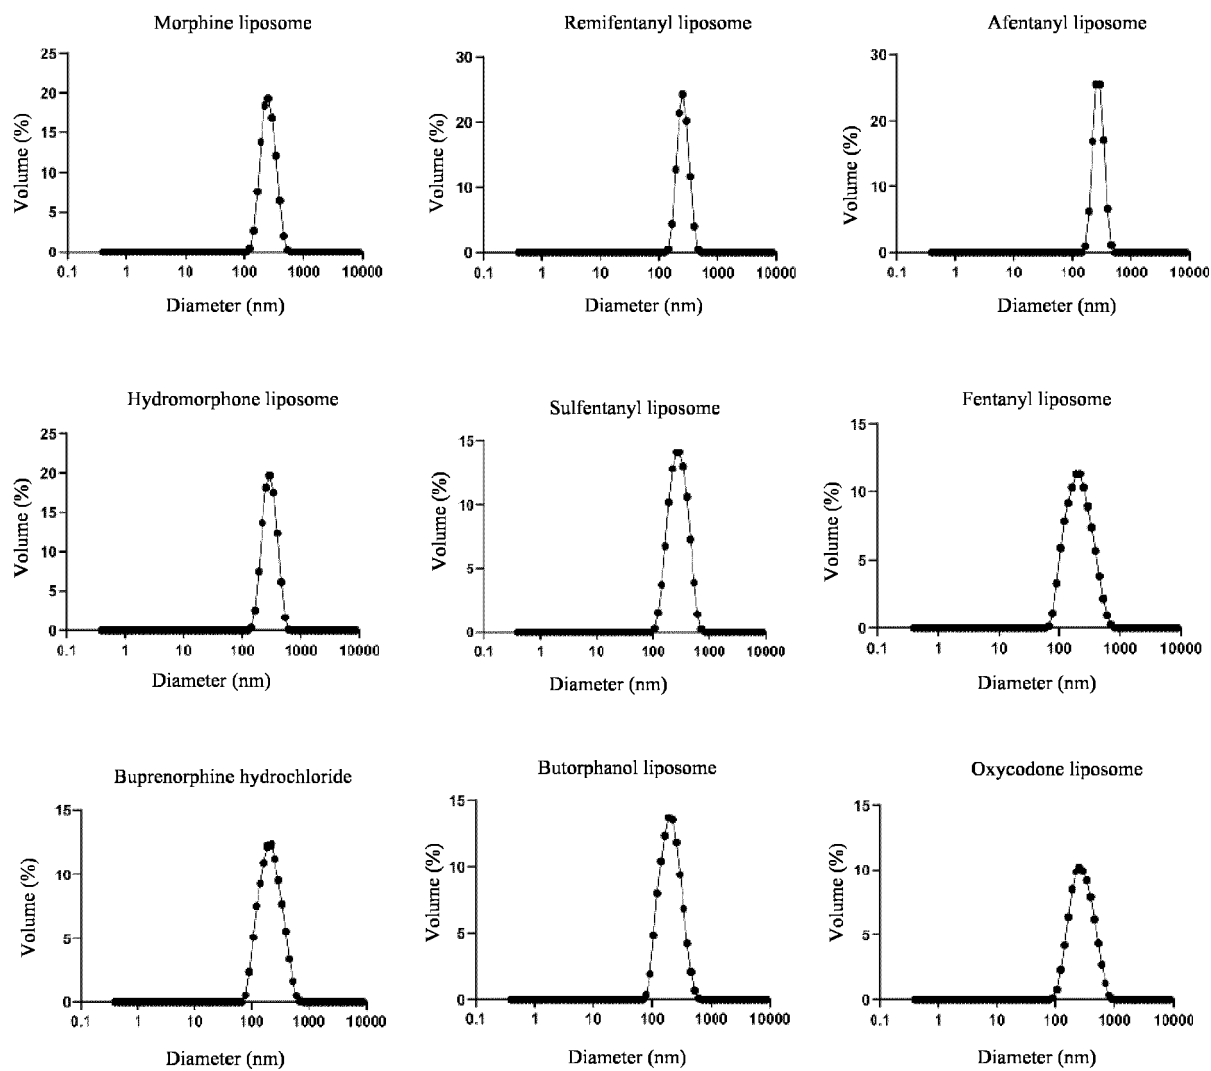 Morphine liposome
Volume (%)
25
20
15
10
5
0
0.1 1 10 100 1000 10000
Diameter (nm)
Remifentanyl liposome
Volume (%)
30
20
10
0
0.1 1 10 100 1000 10000
Diameter (nm)
Afentanyl liposome
Volume (%)
30
20
10
0
0.1 1 10 100 1000 10000
Diameter (nm)
Hydromorphone liposome
Volume (%)
25
20
15
10
5
0
0.1 1 10 100 1000 10000
Diameter (nm)
Sulfentanyl liposome
Volume (%)
15
10
5
0
0.1 1 10 100 1000 10000
Diameter (nm)
Fentanyl liposome
Volume (%)
15
10
5
0
0.1 1 10 100 1000 10000
Diameter (nm)
Buprenorphine hydrochloride
Volume (%)
15
10
5
0
0.1 1 10 100 1000 10000
Diameter (nm)
Butorphanol liposome
Volume (%)
15
10
5
0
0.1 1 10 100 1000 10000
Diameter (nm)
Oxycodone liposome
Volume (%)
15
10
5
0
0.1 1 10 100 1000 10000
Diameter (nm)